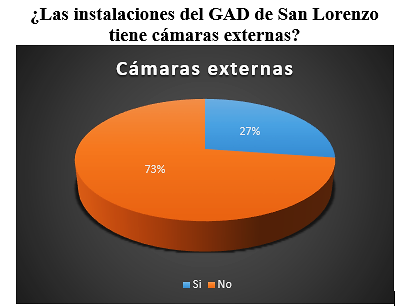 ¿Las instalaciones del GAD de San Lorenzo
tiene cámaras externas?
Cámaras externas
27%
73%
Si No